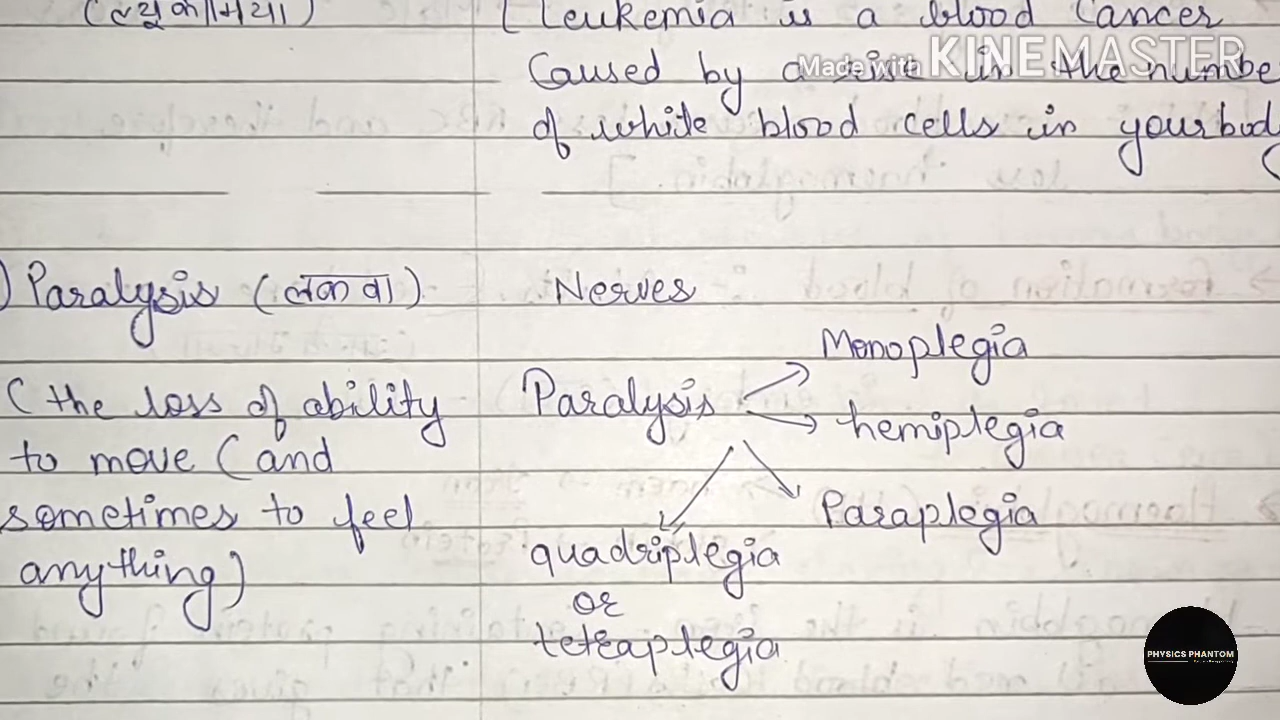 (ल्यूकेमिया)
[Leukemia is a blood Cancer
Caused by a rise in the numbe
of white blood cells in your body
Made with KINEMASTER
) Paralysis (लकवा)
Nerves
(the loss of ability
to move (and
sometimes to feel
anything)
Paralysis
Monoplegia
hemiplegia
Paraplegia
quadriplegia
or
tetraplegia
PHYSICS PHANTOM